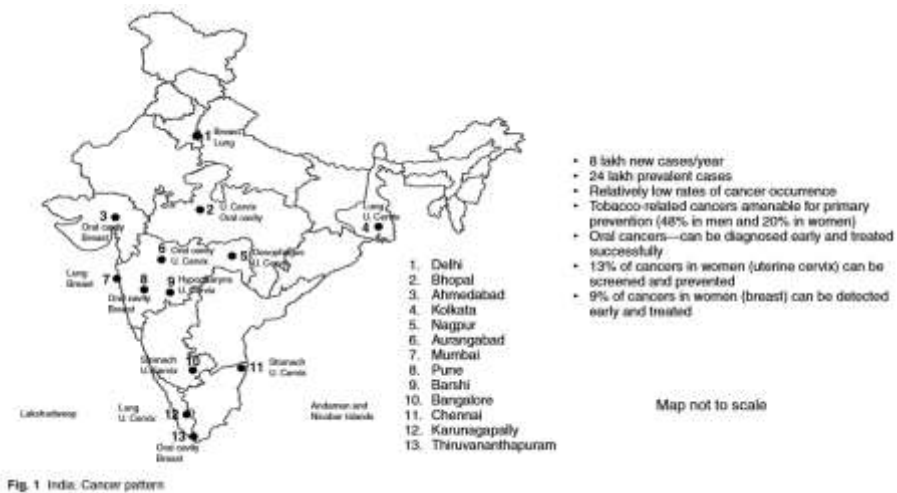 1 Breast
Lung
2 U. Cervix
Oral cavity
3
Oral cavity
Breast
Lung
U. Cervix
4
6 Oral cavity
U. Cervix
5 Oesophagus
U. Cervix
Lung
Breast
7
8
Oral cavity
Breast
9 Hypopharynx
U. Cervix
Stomach
U. Cervix
10
11 Stomach
U. Cervix
Lung
U. Cervix
12
13
Oral cavity
Breast
Lakshadweep
Andaman and
Nicobar Islands
1. Delhi
2. Bhopal
3. Ahmedabad
4. Kolkata
5. Nagpur
6. Aurangabad
7. Mumbai
8. Pune
9. Barshi
10. Bangalore
11. Chennai
12. Karunagapally
13. Thiruvananthapuram
• 8 lakh new cases/year
• 24 lakh prevalent cases
• Relatively low rates of cancer occurrence
• Tobacco-related cancers amenable for primary
prevention (48% in men and 20% in women)
• Oral cancers—can be diagnosed early and treated
successfully
• 13% of cancers in women (uterine cervix) can be
screened and prevented
• 9% of cancers in women (breast) can be detected
early and treated
Map not to scale
Fig. 1 India: Cancer pattern